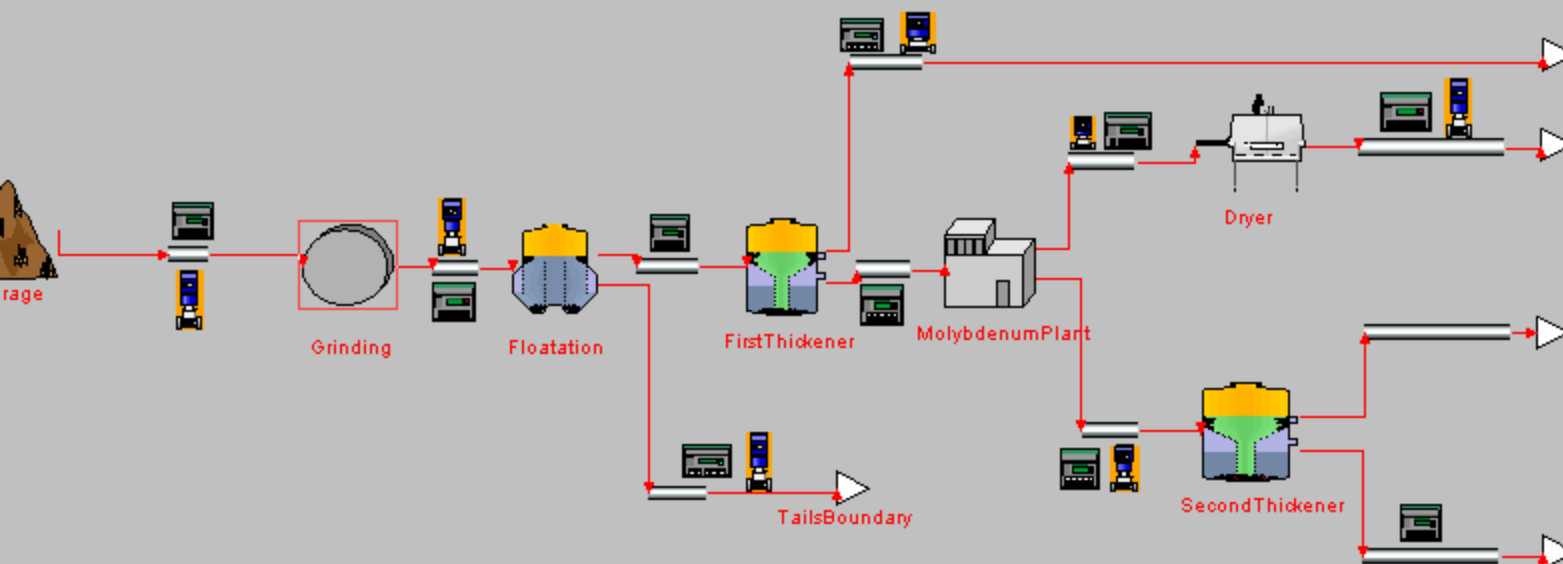 Dryer
rage
Grinding
Floatation
FirstThickener
MolybdenumPlant
SecondThickener
TailsBoundary